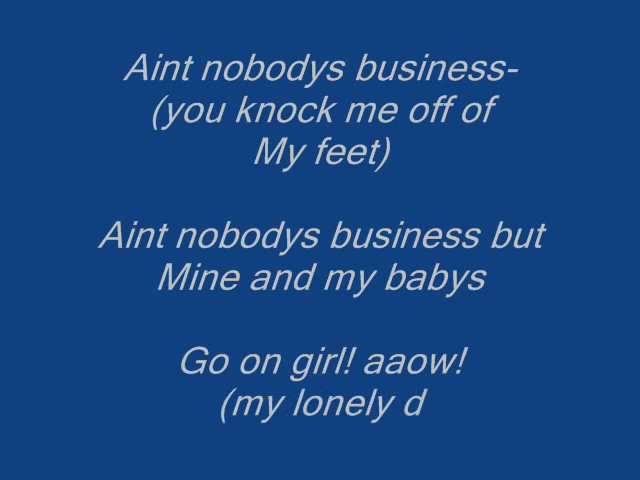 Aint nobodys business-
(you knock me off of
My feet)
Aint nobodys business but
Mine and my babys
Go on girl! aaow!
(my lonely d